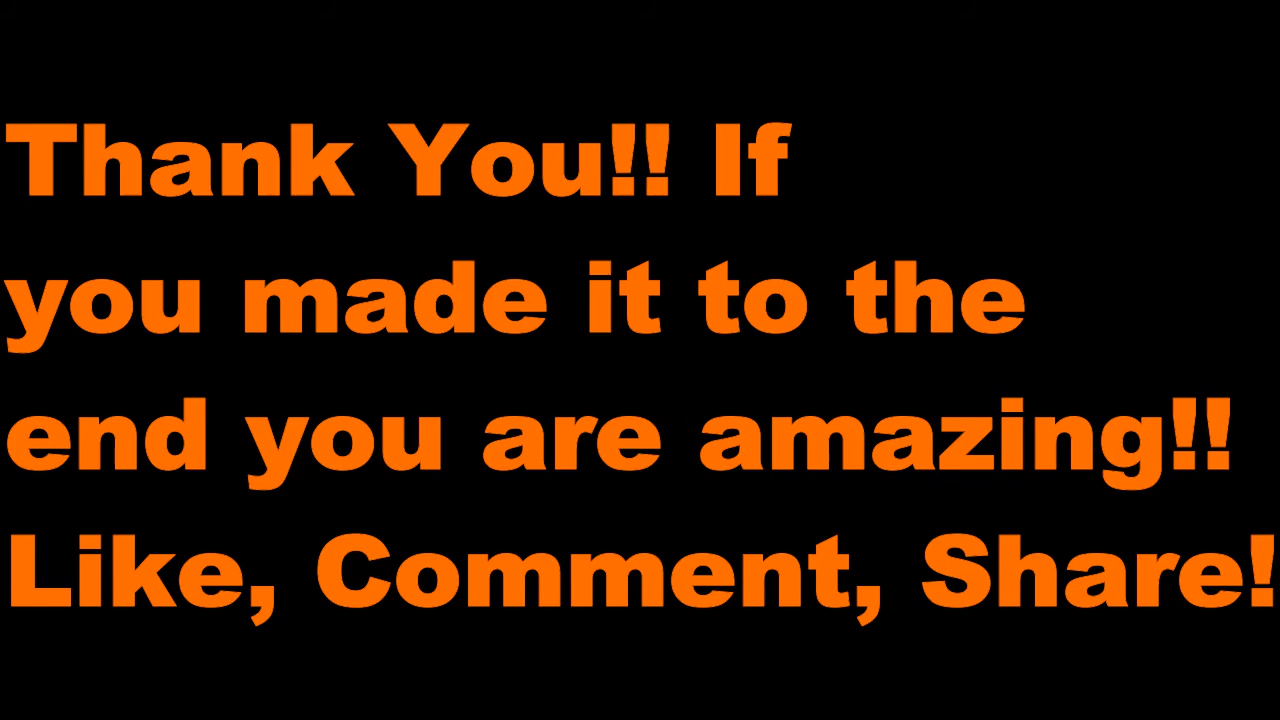 Thank You!! If
you made it to the
end you are amazing!!
Like, Comment, Share!